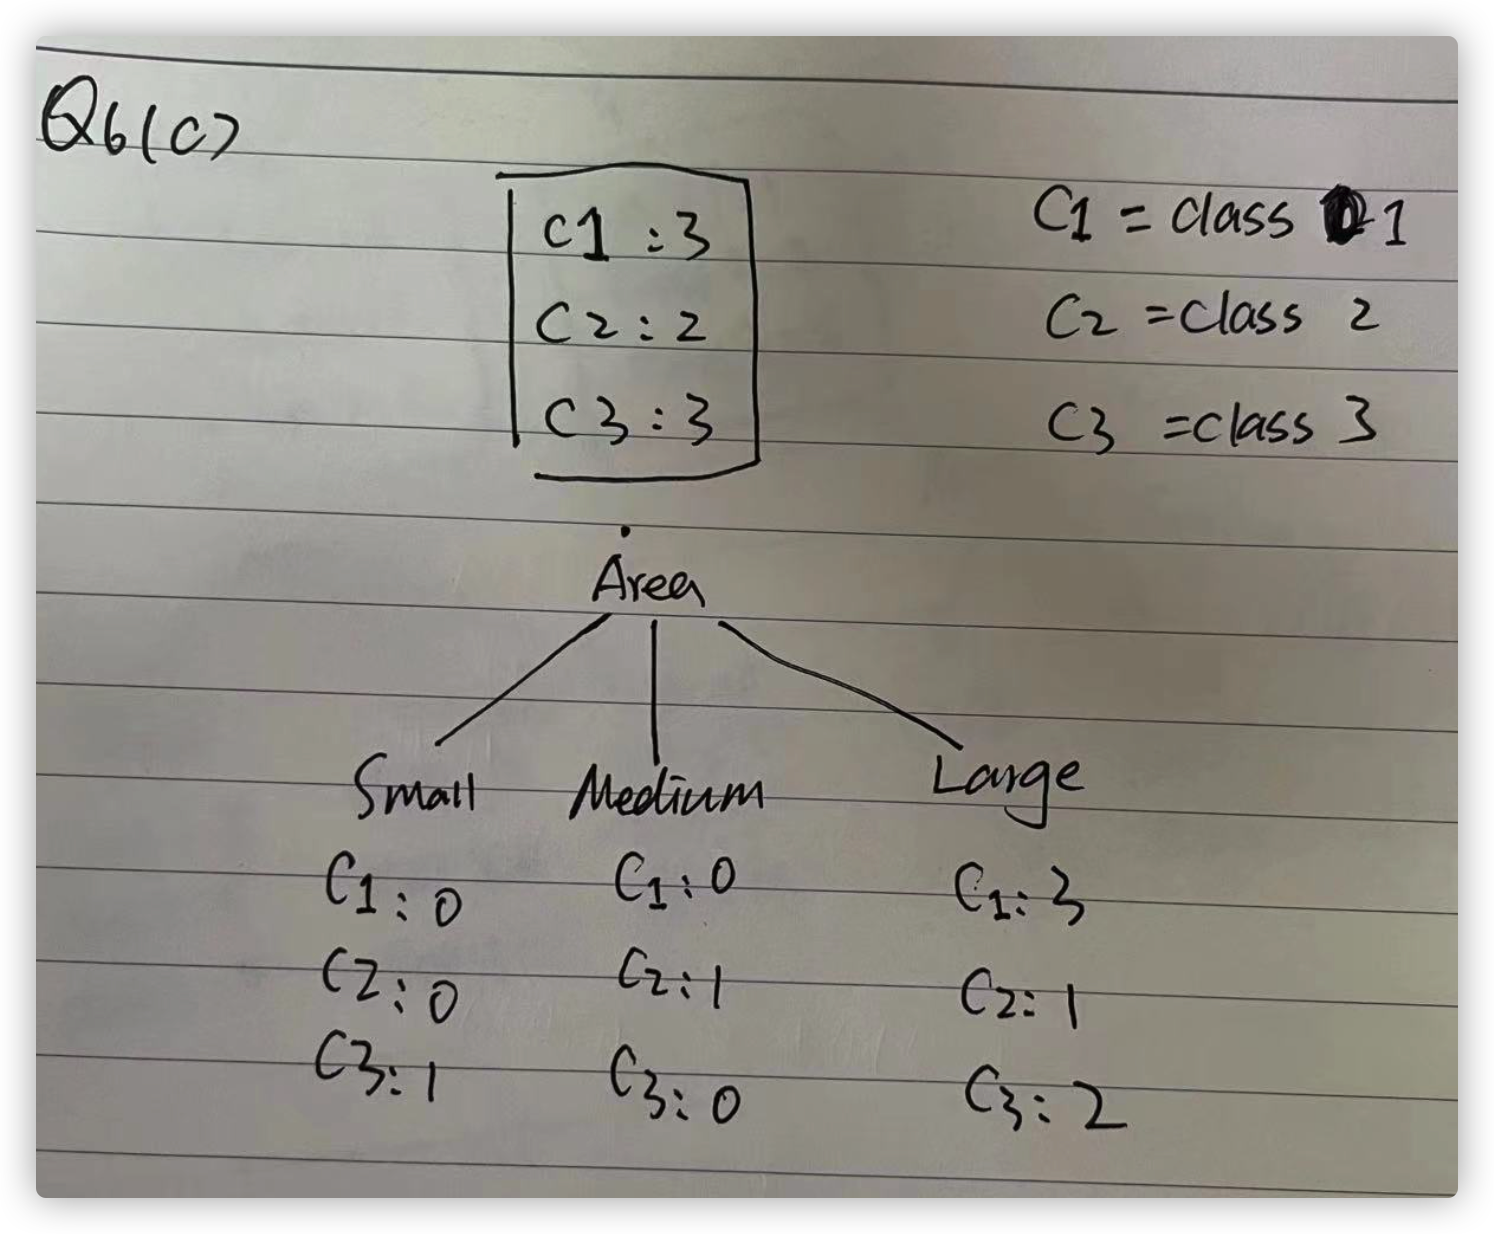 Q6(C)
C1 : 3
C2 : 2
C3 : 3
C1 = class 1
C2 = class 2
C3 = class 3
Area
Small Medium Large
C1 : 0 C1 : 0 C1 : 3
C2 : 0 C2 : 1 C2 : 1
C3 : 1 C3 : 0 C3 : 2